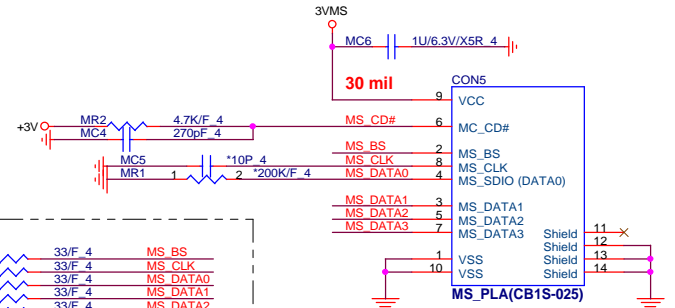 3VMS
MC6 1U/6.3V/X5R_4
30 mil
CON5
9 VCC
+3V MR2 4.7K/F_4 MS_CD# 6 MC_CD#
MC4 270pF_4
MS_BS 2 MS_BS
MC5 *10P_4 MS_CLK 8 MS_CLK
MR1 1 2 *200K/F_4 MS_DATA0 4 MS_SDIO (DATA0)
MS_DATA1 3 MS_DATA1
MS_DATA2 5 MS_DATA2
MS_DATA3 7 MS_DATA3
Shield 11
Shield 12
1 VSS Shield 13
10 VSS Shield 14
MS_PLA(CB1S-025)
33/F_4 MS_BS
33/F_4 MS_CLK
33/F_4 MS_DATA0
33/F_4 MS_DATA1
33/F_4 MS_DATA2